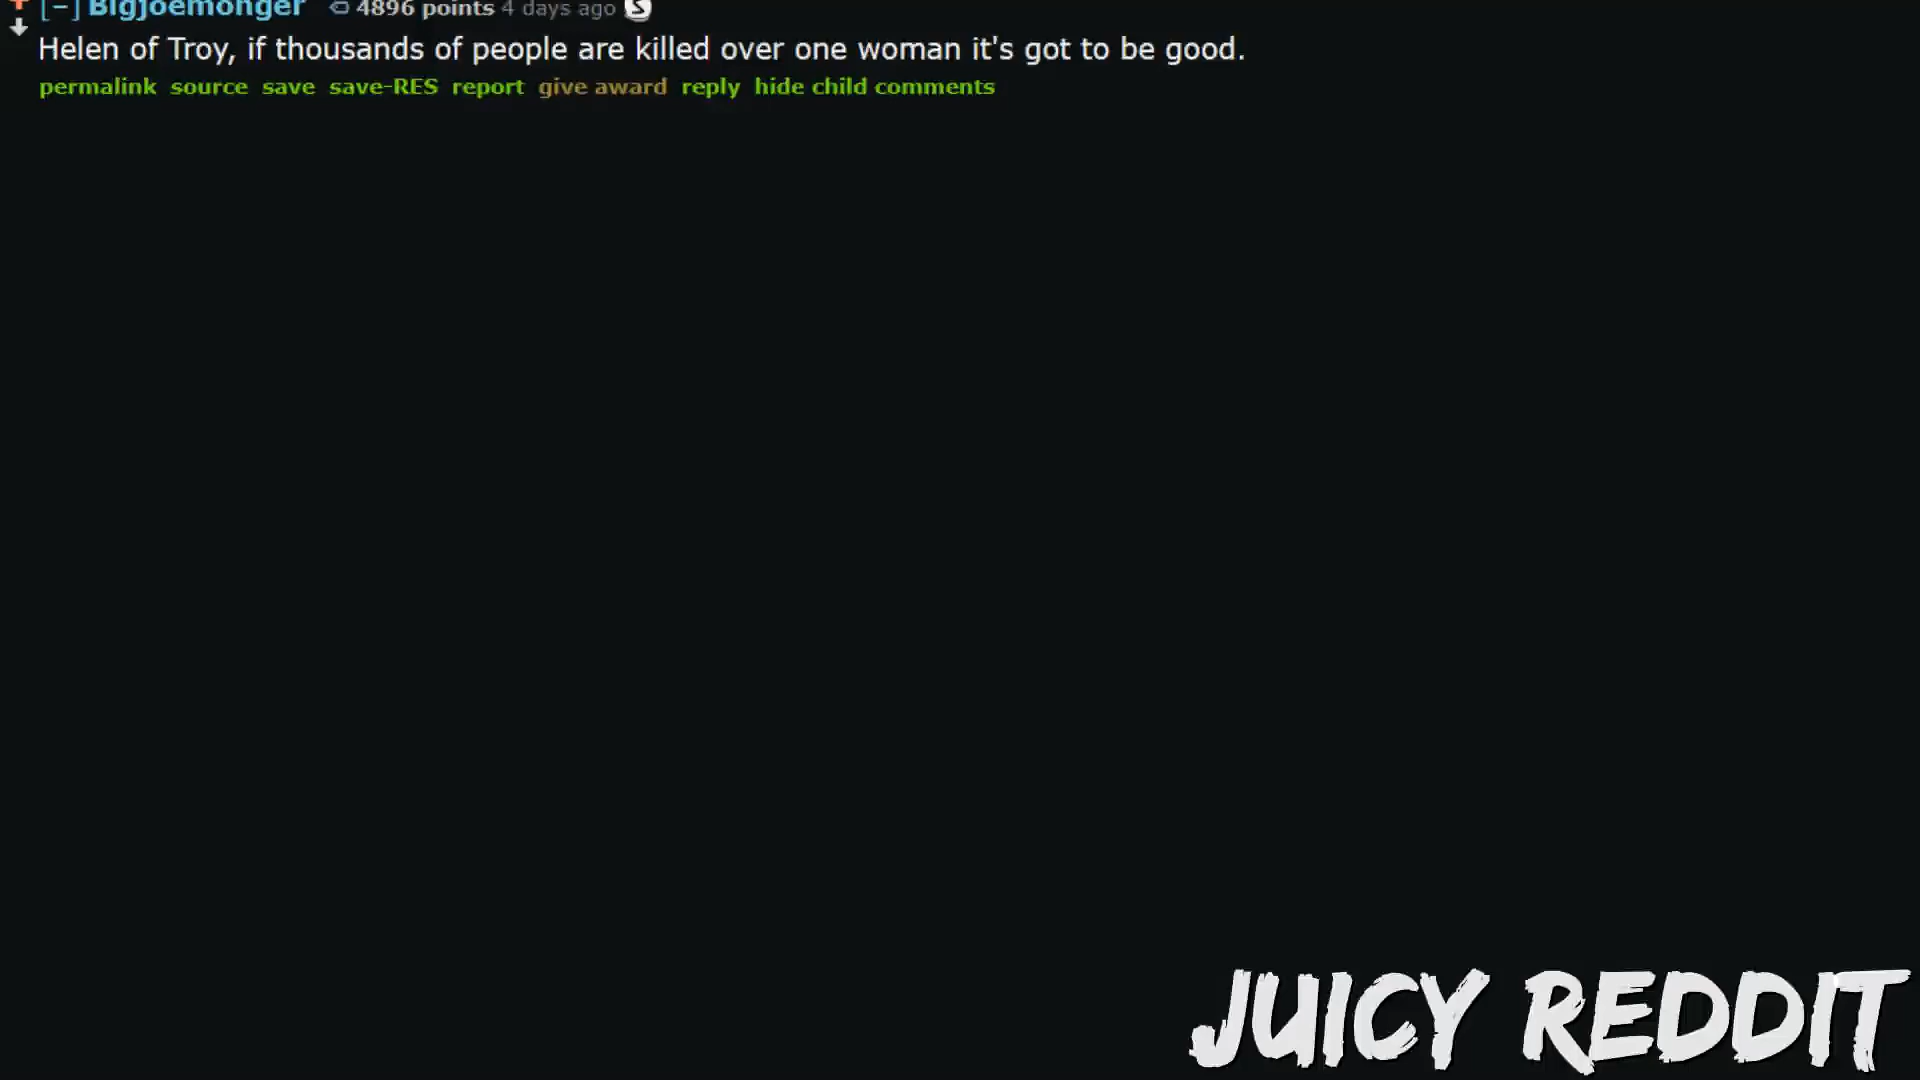 [–] Bigjoemonger 4896 points 4 days ago S
Helen of Troy, if thousands of people are killed over one woman it's got to be good.
permalink source save save-RES report give award reply hide child comments
JUICY REDDIT